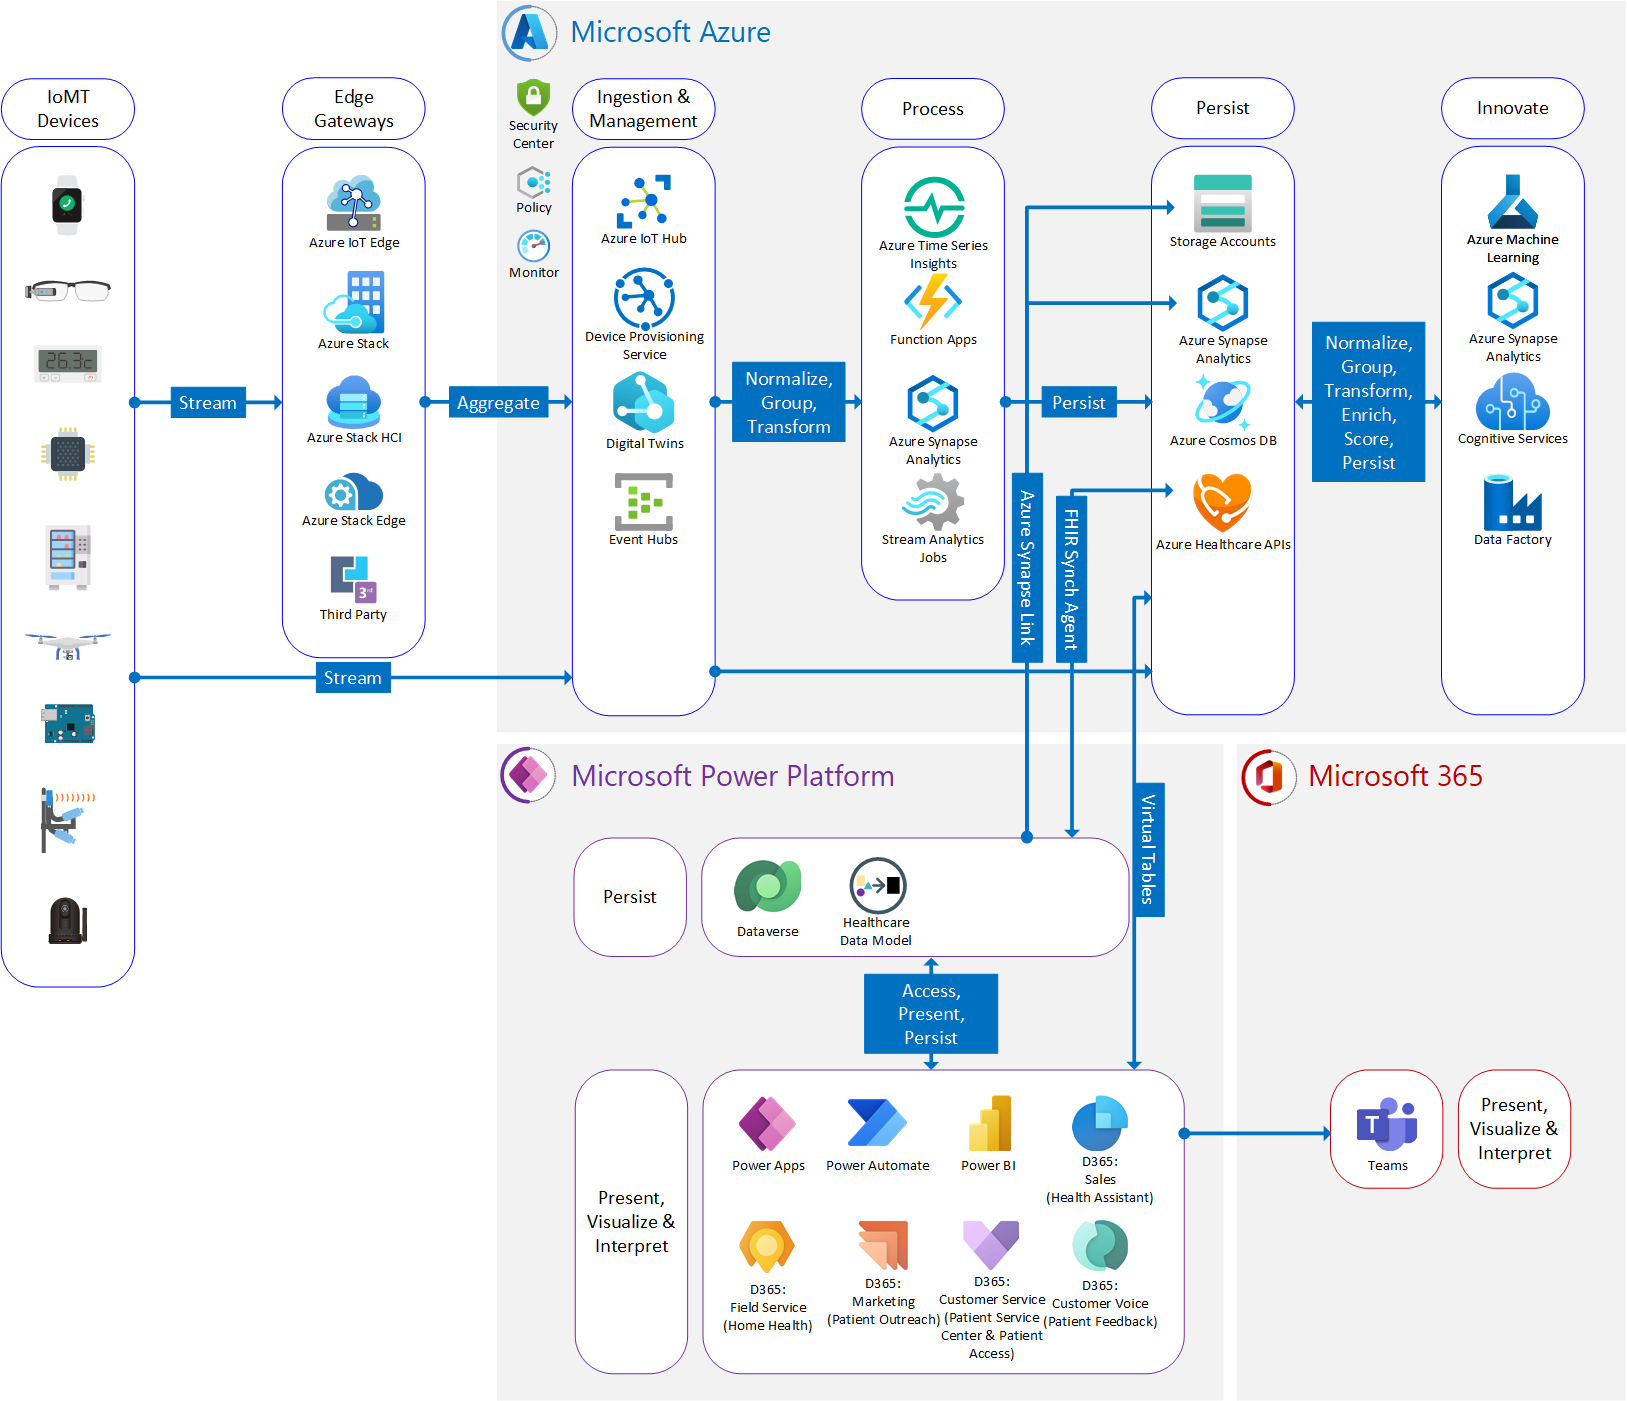 Microsoft Azure
IoMT
Devices
Edge
Gateways
Security
Center
Policy
Monitor
Ingestion &
Management
Process
Persist
Innovate
26.3c
Stream
Stream
Azure IoT Edge
Azure Stack
Azure Stack HCI
Azure Stack Edge
3rd
Third Party
Aggregate
Azure IoT Hub
Device Provisioning
Service
Digital Twins
Event Hubs
Normalize,
Group,
Transform
Azure Time Series
Insights
Function Apps
Azure Synapse
Analytics
Stream Analytics
Jobs
Persist
Azure Synapse Link
FHIR Synch Agent
Storage Accounts
Azure Synapse
Analytics
Azure Cosmos DB
Azure Healthcare APIs
Normalize,
Group,
Transform,
Enrich,
Score,
Persist
Azure Machine
Learning
Azure Synapse
Analytics
Cognitive Services
Data Factory
Microsoft Power Platform
Virtual Tables
Persist
Dataverse
Healthcare
Data Model
Access,
Present,
Persist
Present,
Visualize &
Interpret
Power Apps
Power Automate
Power BI
D365:
Sales
(Health Assistant)
D365:
Field Service
(Home Health)
D365:
Marketing
(Patient Outreach)
D365:
Customer Service
(Patient Service
Center & Patient
Access)
D365:
Customer Voice
(Patient Feedback)
Microsoft 365
T
Teams
Present,
Visualize &
Interpret